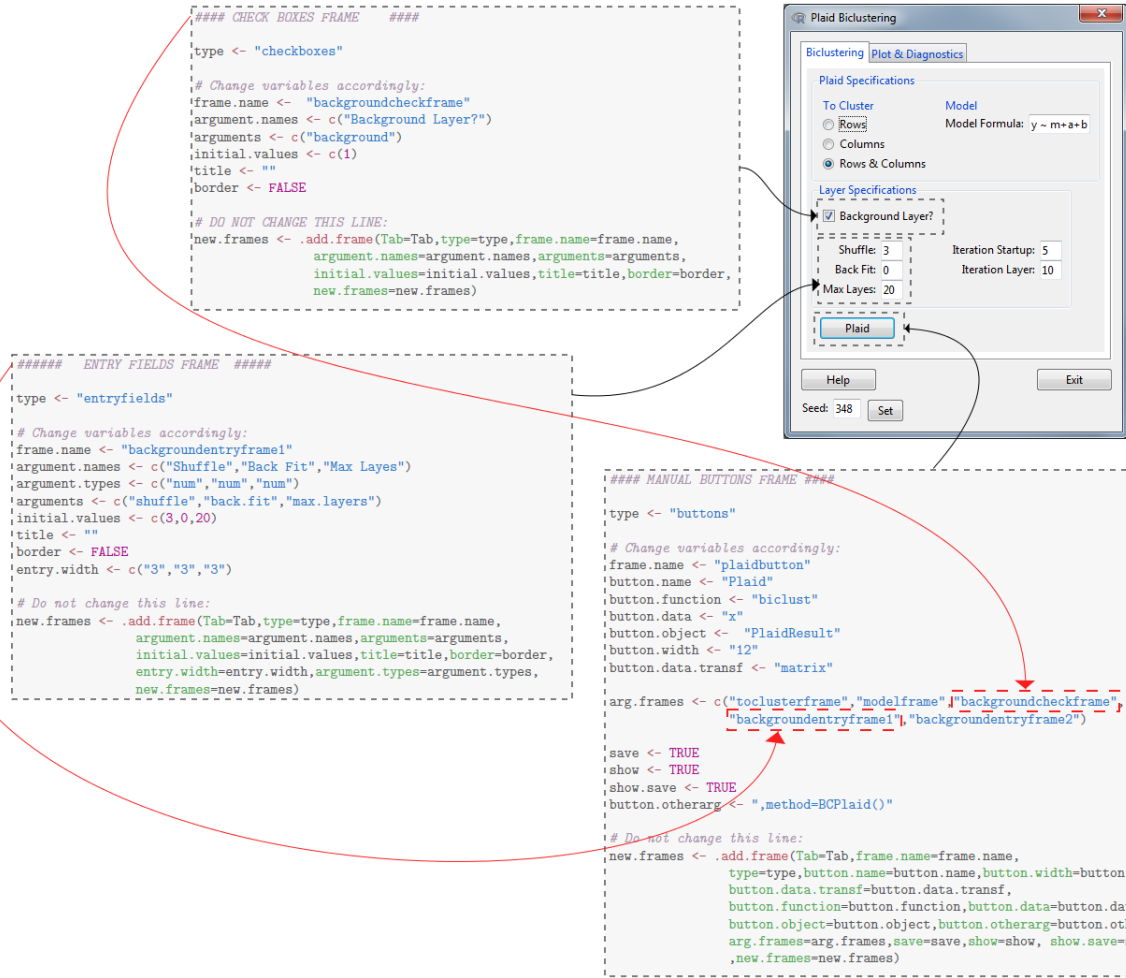 #### CHECK BOXES FRAME    ####
type <- "checkboxes"
# Change variables accordingly:
frame.name <-  "backgroundcheckframe"
argument.names <- c("Background Layer?")
arguments <- c("background")
initial.values <- c(1)
title <- ""
border <- FALSE
# DO NOT CHANGE THIS LINE:
new.frames <- .add.frame(Tab=Tab,type=type,frame.name=frame.name,
argument.names=argument.names,arguments=arguments,
initial.values=initial.values,title=title,border=border,
new.frames=new.frames)
Plaid Biclustering
Biclustering Plot & Diagnostics
Plaid Specifications
To Cluster Model
Rows Model Formula: y ~ m+a+b
Columns
Rows & Columns
Layer Specifications
Background Layer?
Shuffle: 3 Iteration Startup: 5
Back Fit: 0 Iteration Layer: 10
Max Layes: 20
Plaid
Help Exit
Seed: 348 Set
###### ENTRY FIELDS FRAME #####
type <- "entryfields"
# Change variables accordingly:
frame.name <- "backgroundentryframe1"
argument.names <- c("Shuffle","Back Fit","Max Layes")
argument.types <- c("num","num","num")
arguments <- c("shuffle","back.fit","max.layers")
initial.values <- c(3,0,20)
title <- ""
border <- FALSE
entry.width <- c("3","3","3")
# Do not change this line:
new.frames <- .add.frame(Tab=Tab,type=type,frame.name=frame.name,
argument.names=argument.names,arguments=arguments,
initial.values=initial.values,title=title,border=border,
entry.width=entry.width,argument.types=argument.types,
new.frames=new.frames)
#### MANUAL BUTTONS FRAME ####
type <- "buttons"
# Change variables accordingly:
frame.name <- "plaidbutton"
button.name <- "Plaid"
button.function <- "biclust"
button.data <- "x"
button.object <-  "PlaidResult"
button.width <- "12"
button.data.transf <- "matrix"
arg.frames <- c("toclusterframe","modelframe","backgroundcheckframe",
"backgroundentryframe1","backgroundentryframe2")
save <- TRUE
show <- TRUE
show.save <- TRUE
button.otherarg <- ",method=BCPlaid()"
# Do not change this line:
new.frames <- .add.frame(Tab=Tab,frame.name=frame.name,
type=type,button.name=button.name,button.width=button
button.data.transf=button.data.transf,
button.function=button.function,button.data=button.da
button.object=button.object,button.otherarg=button.ot
arg.frames=arg.frames,save=save,show=show, show.save=
,new.frames=new.frames)